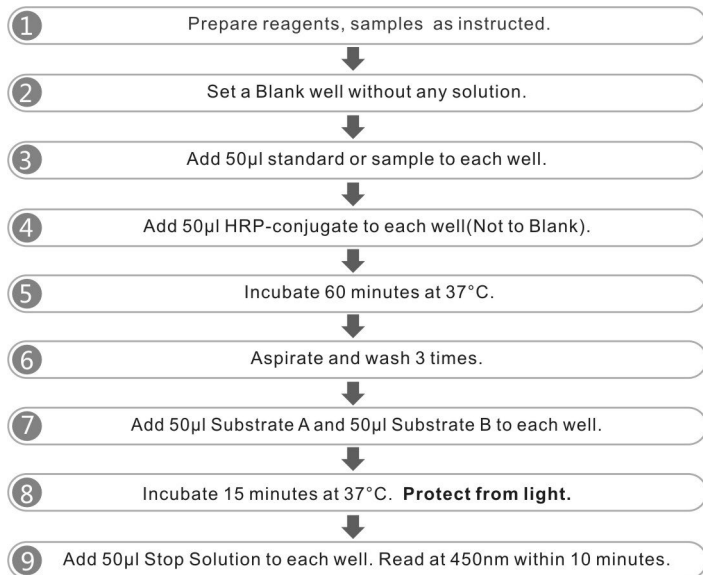 1 Prepare reagents, samples as instructed.
2 Set a Blank well without any solution.
3 Add 50μl standard or sample to each well.
4 Add 50μl HRP-conjugate to each well(Not to Blank).
5 Incubate 60 minutes at 37°C.
6 Aspirate and wash 3 times.
7 Add 50μl Substrate A and 50μl Substrate B to each well.
8 Incubate 15 minutes at 37°C. Protect from light.
9 Add 50μl Stop Solution to each well. Read at 450nm within 10 minutes.